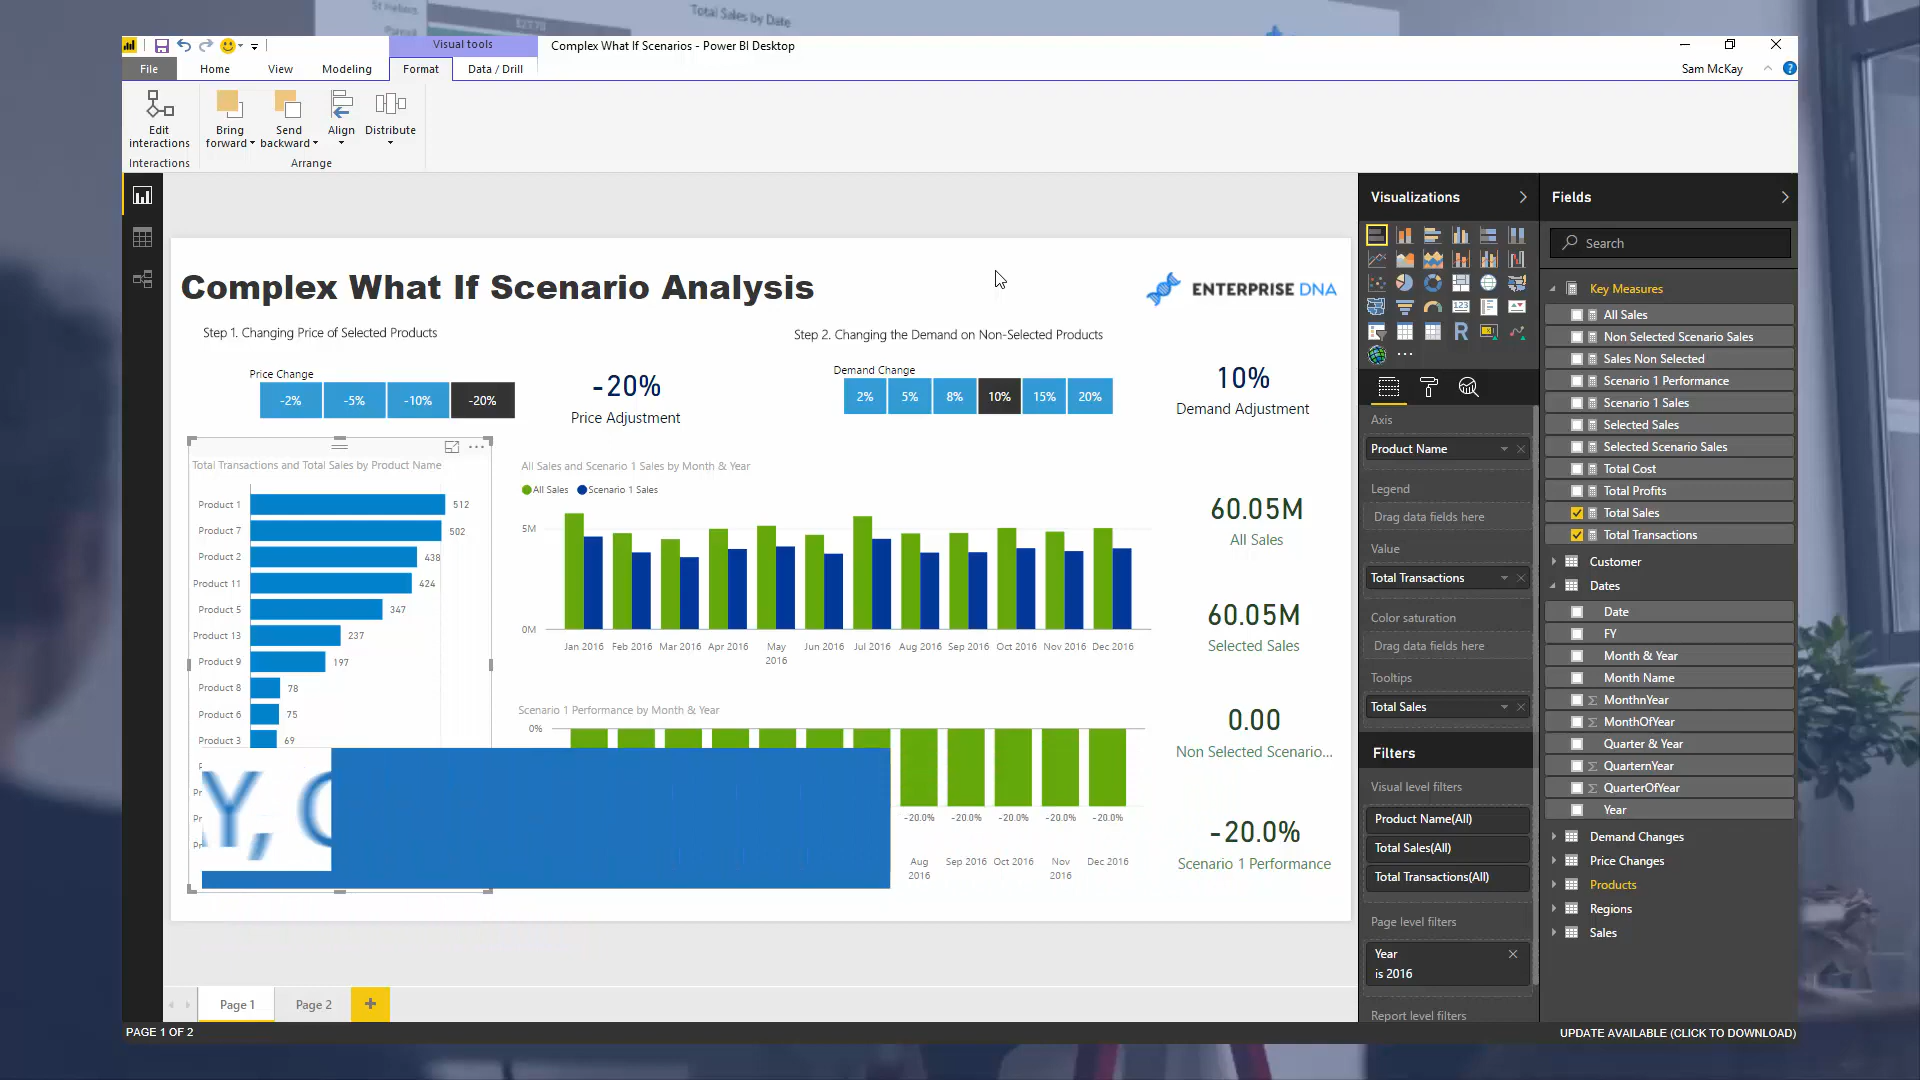 St Heliers
Total Sales by Date
Visual tools
Complex What If Scenarios - Power BI Desktop
File
Home
View
Modeling
Format
Data / Drill
Sam McKay
Edit interactions
Bring forward
Send backward
Align
Distribute
Interactions
Arrange
Visualizations
Fields
Search
Complex What If Scenario Analysis
ENTERPRISE DNA
Step 1. Changing Price of Selected Products
Step 2. Changing the Demand on Non-Selected Products
Price Change
-2%
-5%
-10%
-20%
-20%
Price Adjustment
Demand Change
2%
5%
8%
10%
15%
20%
10%
Demand Adjustment
Total Transactions and Total Sales by Product Name
Product 1
512
Product 7
502
Product 2
438
Product 11
424
Product 5
347
Product 13
237
Product 9
197
Product 8
78
Product 6
75
Product 3
69
Y, C
All Sales and Scenario 1 Sales by Month & Year
All Sales
Scenario 1 Sales
5M
0M
Jan 2016
Feb 2016
Mar 2016
Apr 2016
May 2016
Jun 2016
Jul 2016
Aug 2016
Sep 2016
Oct 2016
Nov 2016
Dec 2016
Scenario 1 Performance by Month & Year
0%
-20.0%
-20.0%
-20.0%
-20.0%
-20.0%
Aug 2016
Sep 2016
Oct 2016
Nov 2016
Dec 2016
60.05M
All Sales
60.05M
Selected Sales
0.00
Non Selected Scenario...
-20.0%
Scenario 1 Performance
Axis
Product Name
Legend
Drag data fields here
Value
Total Transactions
Color saturation
Drag data fields here
Tooltips
Total Sales
Filters
Visual level filters
Product Name(All)
Total Sales(All)
Total Transactions(All)
Page level filters
Year
is 2016
Report level filters
Key Measures
All Sales
Non Selected Scenario Sales
Sales Non Selected
Scenario 1 Performance
Scenario 1 Sales
Selected Sales
Selected Scenario Sales
Total Cost
Total Profits
Total Sales
Total Transactions
Customer
Dates
Date
FY
Month & Year
Month Name
MonthnYear
MonthOfYear
Quarter & Year
QuarternYear
QuarterOfYear
Year
Demand Changes
Price Changes
Products
Regions
Sales
Page 1
Page 2
PAGE 1 OF 2
UPDATE AVAILABLE (CLICK TO DOWNLOAD)